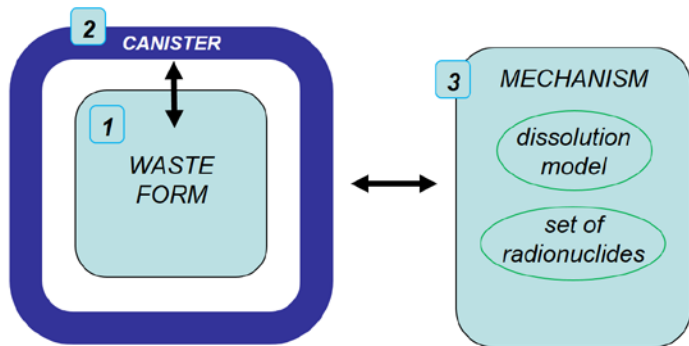 2
CANISTER
1
WASTE
FORM
3
MECHANISM
dissolution
model
set of
radionuclides